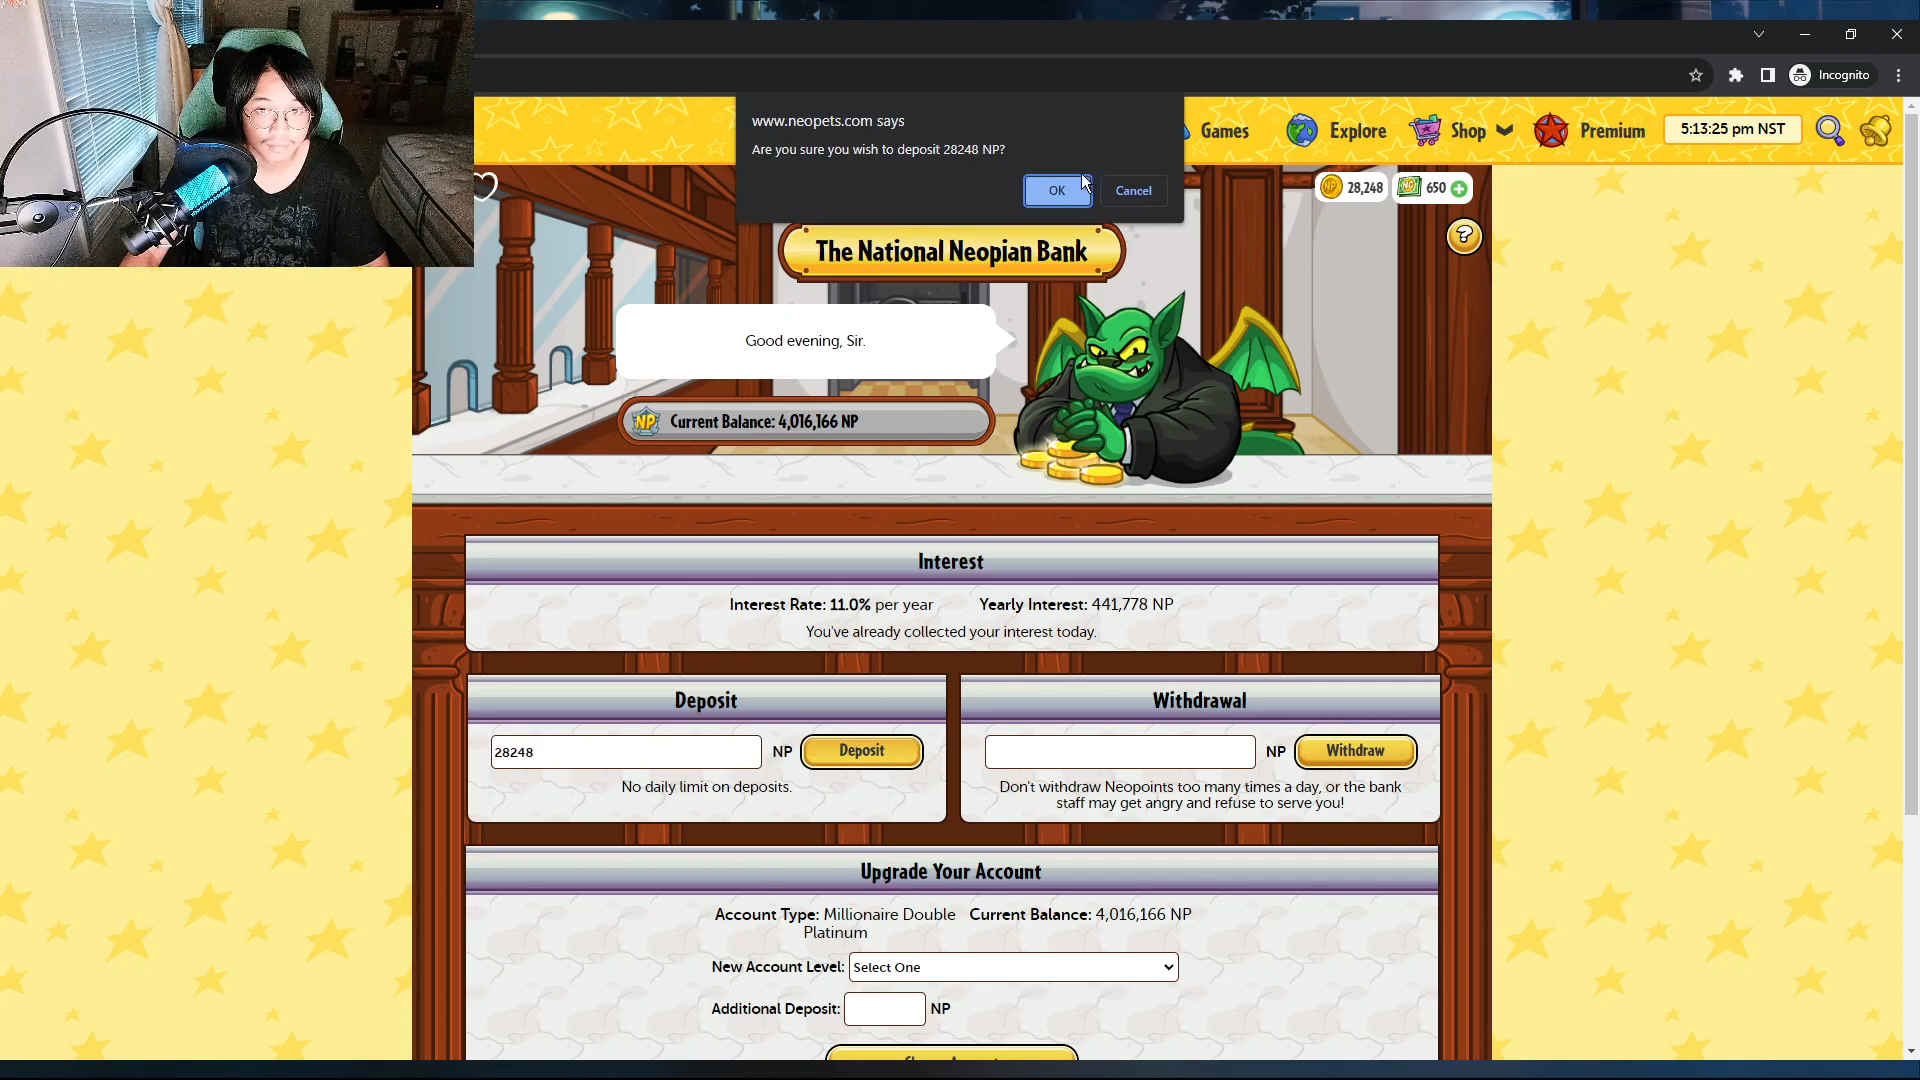 Incognito
www.neopets.com says
Are you sure you wish to deposit 28248 NP?
OK
Cancel
Games
Explore
Shop
Premium
5:13:25 pm NST
NP 28,248
NC 650
?
The National Neopian Bank
Good evening, Sir.
NP Current Balance: 4,016,166 NP
Interest
Interest Rate: 11.0% per year
Yearly Interest: 441,778 NP
You've already collected your interest today.
Deposit
28248 NP Deposit
No daily limit on deposits.
Withdrawal
NP Withdraw
Don't withdraw Neopoints too many times a day, or the bank
staff may get angry and refuse to serve you!
Upgrade Your Account
Account Type: Millionaire Double
Platinum
Current Balance: 4,016,166 NP
New Account Level: Select One
Additional Deposit: NP